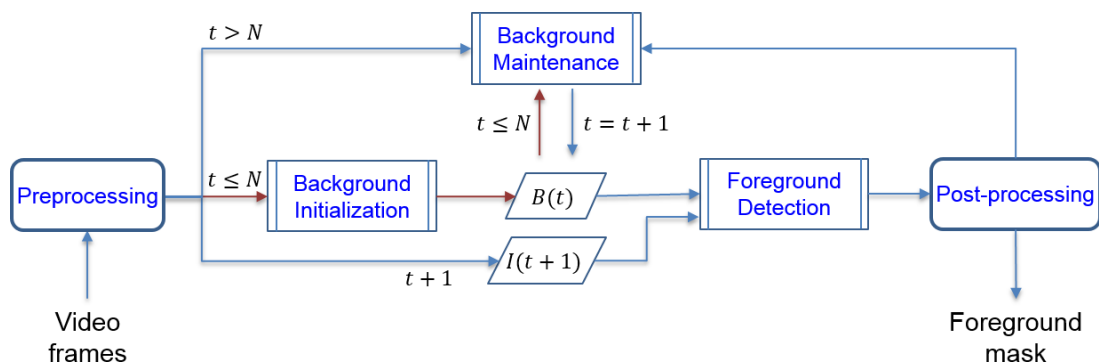 t > N
Background
Maintenance
t ≤ N
t = t + 1
Preprocessing
t ≤ N
Background
Initialization
B(t)
Foreground
Detection
Post-processing
t + 1
I(t + 1)
Video
frames
Foreground
mask